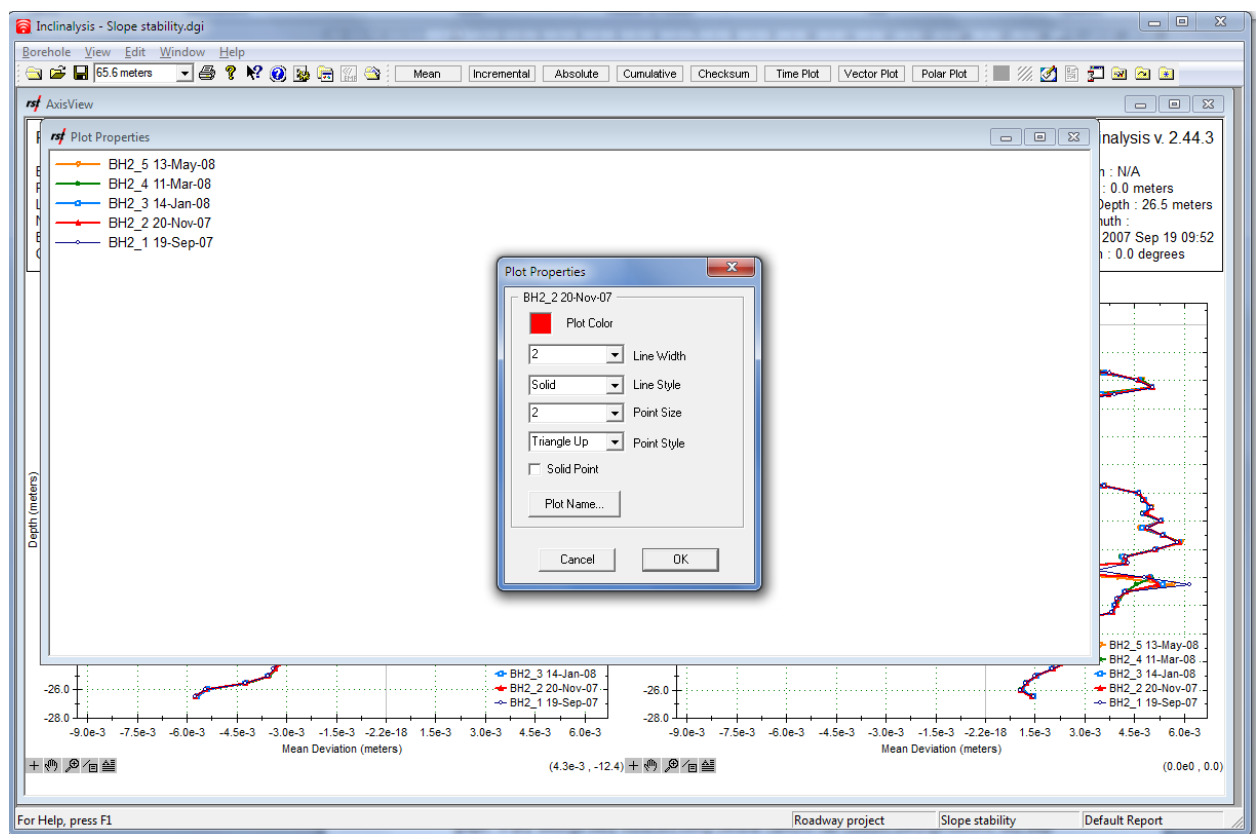 Inclinalysis - Slope stability.dgi
Borehole View Edit Window Help
65.6 meters Mean Incremental Absolute Cumulative Checksum Time Plot Vector Plot Polar Plot
rst AxisView
rst Plot Properties
BH2_5 13-May-08
BH2_4 11-Mar-08
BH2_3 14-Jan-08
BH2_2 20-Nov-07
BH2_1 19-Sep-07
nalysis v. 2.44.3
: N/A
: 0.0 meters
Depth : 26.5 meters
muth :
2007 Sep 19 09:52
: 0.0 degrees
Plot Properties
BH2_2 20-Nov-07
Plot Color
2 Line Width
Solid Line Style
2 Point Size
Triangle Up Point Style
Solid Point
Plot Name...
Cancel OK
Depth (meters)
BH2_5 13-May-08
BH2_4 11-Mar-08
BH2_3 14-Jan-08
BH2_2 20-Nov-07
BH2_1 19-Sep-07
BH2_3 14-Jan-08
BH2_2 20-Nov-07
BH2_1 19-Sep-07
-26.0
-28.0
-9.0e-3 -7.5e-3 -6.0e-3 -4.5e-3 -3.0e-3 -1.5e-3 -2.2e-18 1.5e-3 3.0e-3 4.5e-3 6.0e-3
Mean Deviation (meters)
(4.3e-3 , -12.4)
-26.0
-28.0
-9.0e-3 -7.5e-3 -6.0e-3 -4.5e-3 -3.0e-3 -1.5e-3 -2.2e-18 1.5e-3 3.0e-3 4.5e-3 6.0e-3
Mean Deviation (meters)
(0.0e0 , 0.0)
For Help, press F1 Roadway project Slope stability Default Report